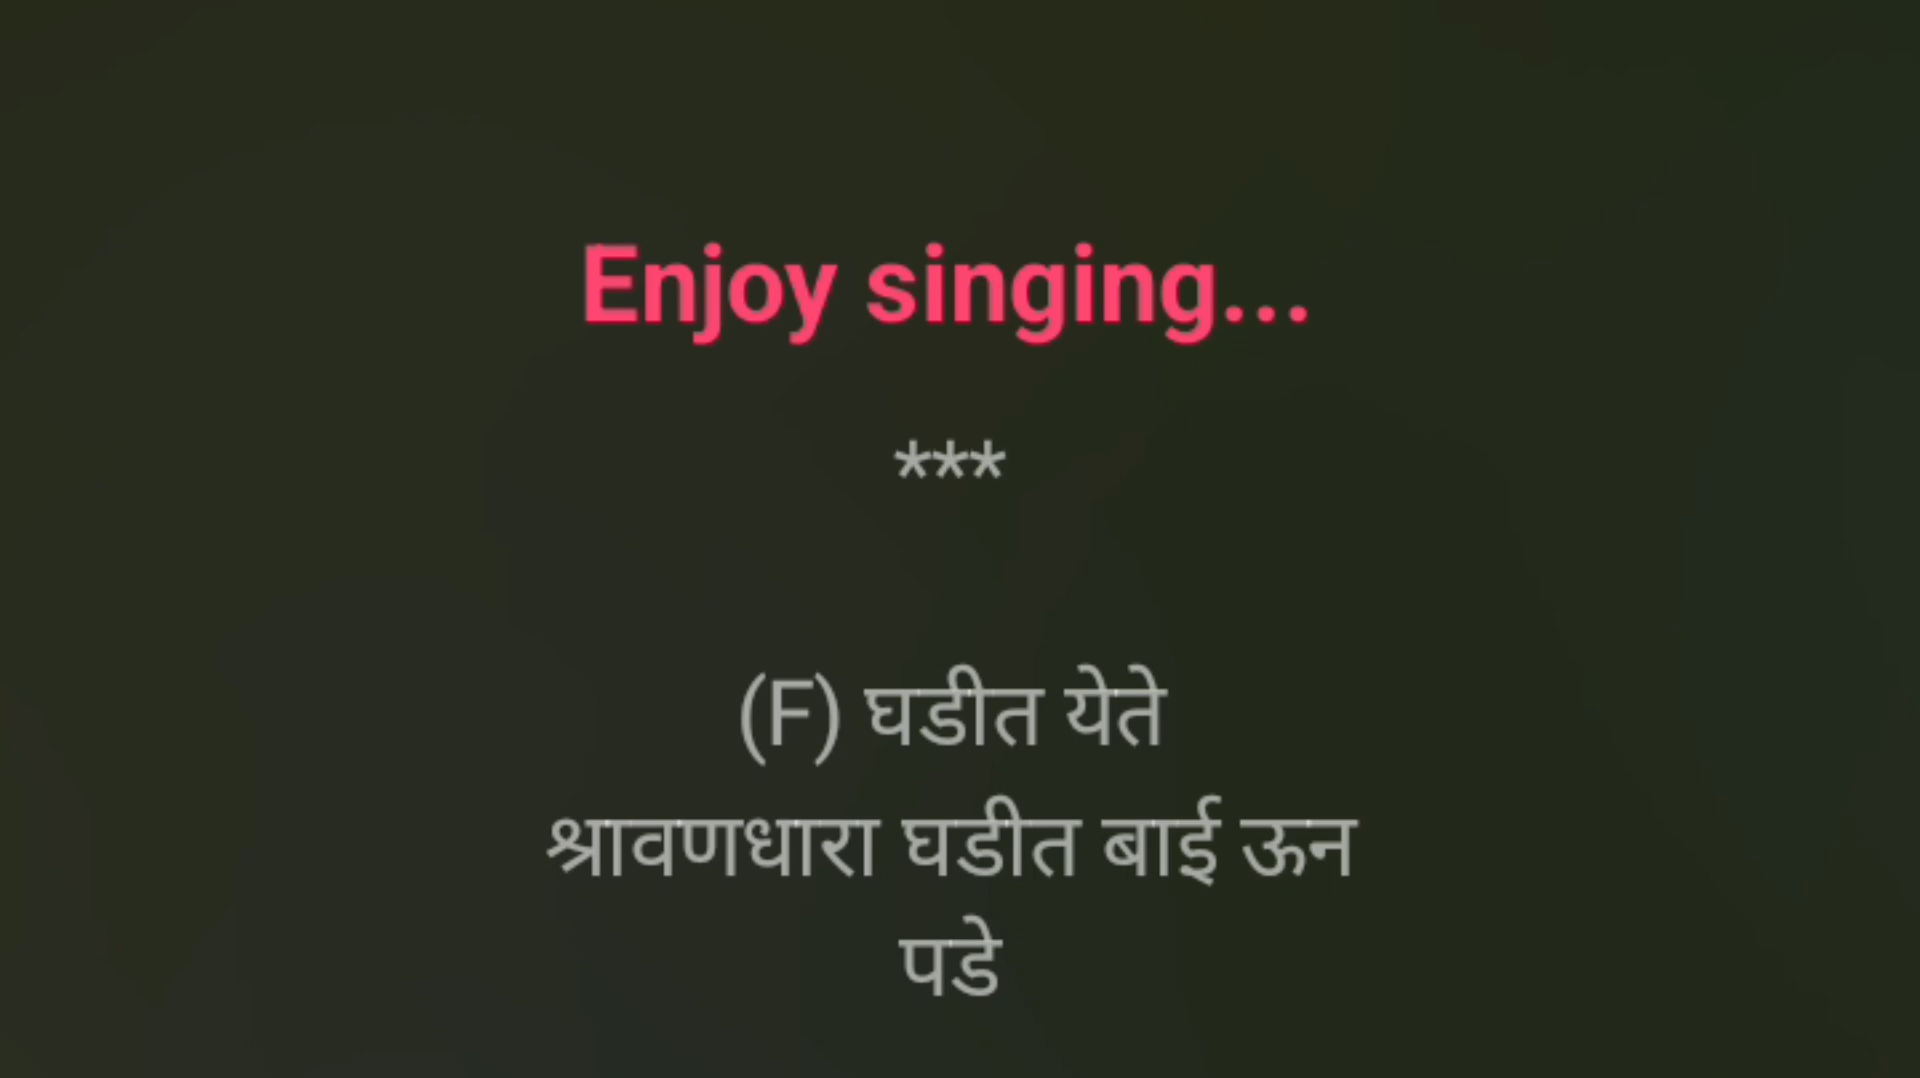 Enjoy singing...
***
(F) घडीत येते
श्रावणधारा घडीत बाई ऊन
पडे